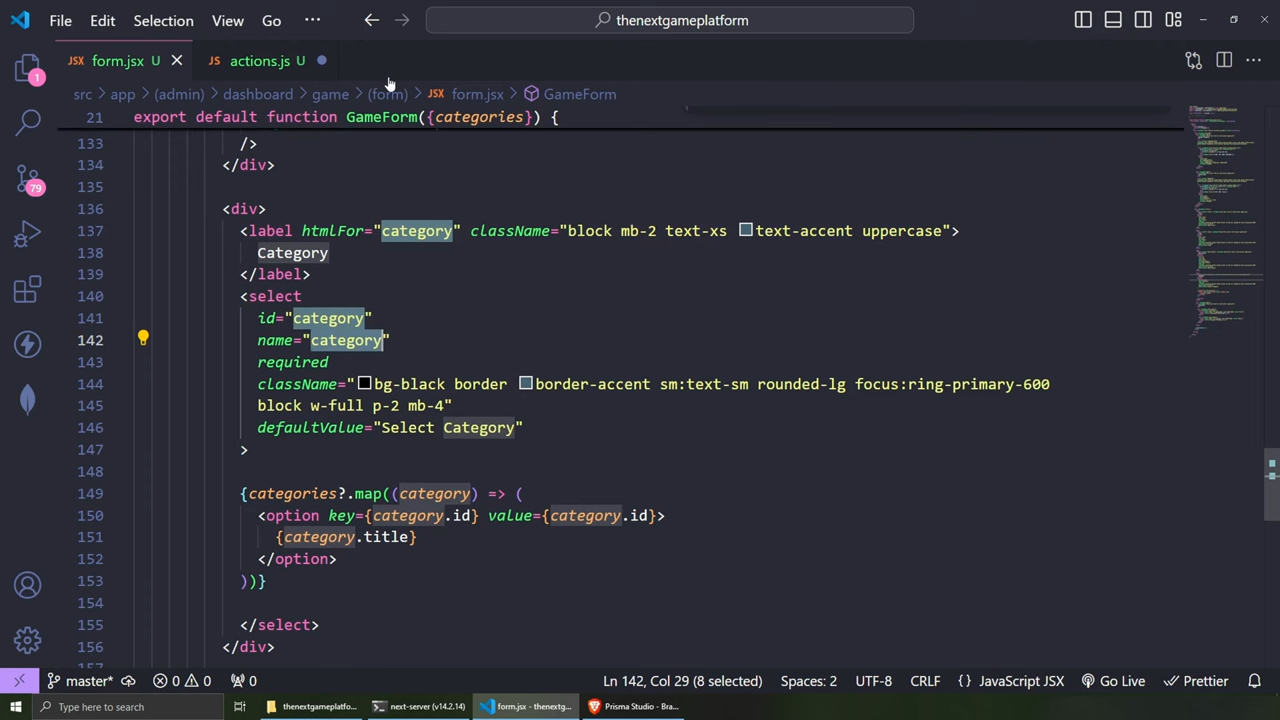 File Edit Selection View Go ··· thenextgameplatform
JSX form.jsx U JS actions.js U
1
src > app > (admin) > dashboard > game > (form) > JSX form.jsx > GameForm
21 export default function GameForm({categories}) {
133 />
134 </div>
135
79
136 <div>
137 <label htmlFor="category" className="block mb-2 text-xs text-accent uppercase">
138 Category
139 </label>
140 <select
141 id="category"
142 name="category"
143 required
144 className="bg-black border border-accent sm:text-sm rounded-lg focus:ring-primary-600
145 block w-full p-2 mb-4"
146 defaultValue="Select Category"
147 >
148
149 {categories?.map((category) => (
150 <option key={category.id} value={category.id}>
151 {category.title}
152 </option>
153 ))}
154
155 </select>
156 </div>
157
master* 0 0 0 Ln 142, Col 29 (8 selected) Spaces: 2 UTF-8 CRLF {} JavaScript JSX Go Live Prettier
Type here to search thenextgameplatfo... next-server (v14.2.14) form.jsx - thenextg... Prisma Studio - Bra...